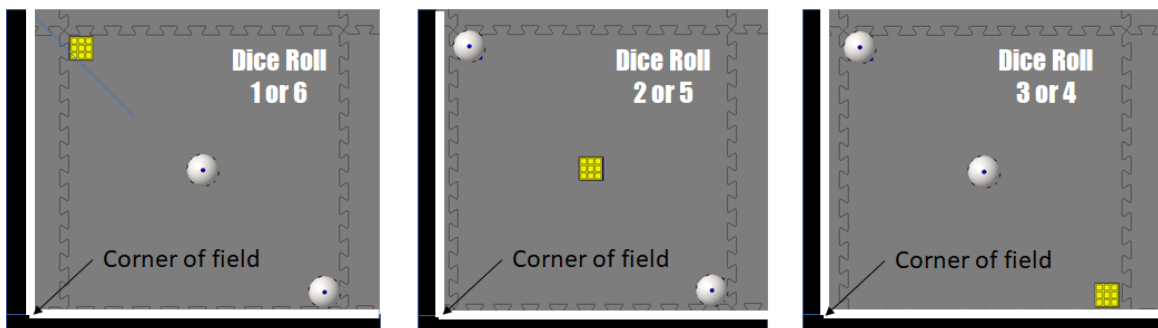 Dice Roll
1 or 6
Corner of field
Dice Roll
2 or 5
Corner of field
Dice Roll
3 or 4
Corner of field